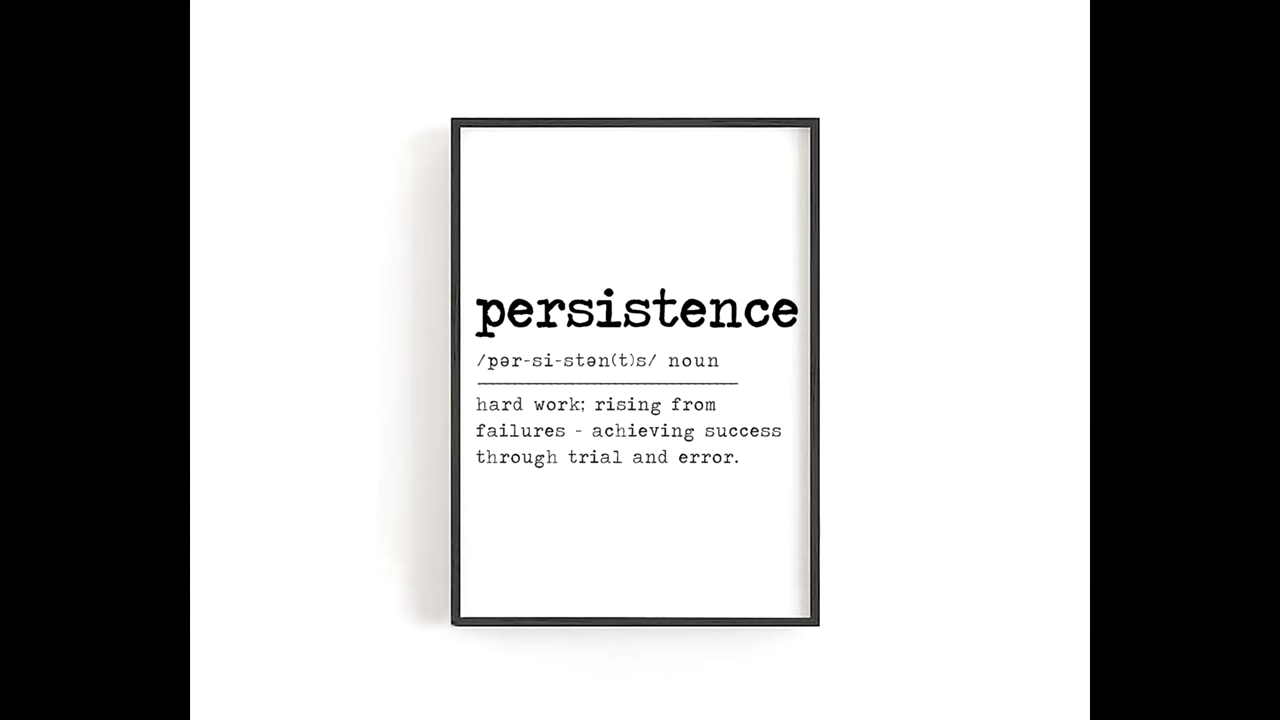 persistence
/pər-si-stən(t)s/ noun
hard work; rising from
failures - achieving success
through trial and error.